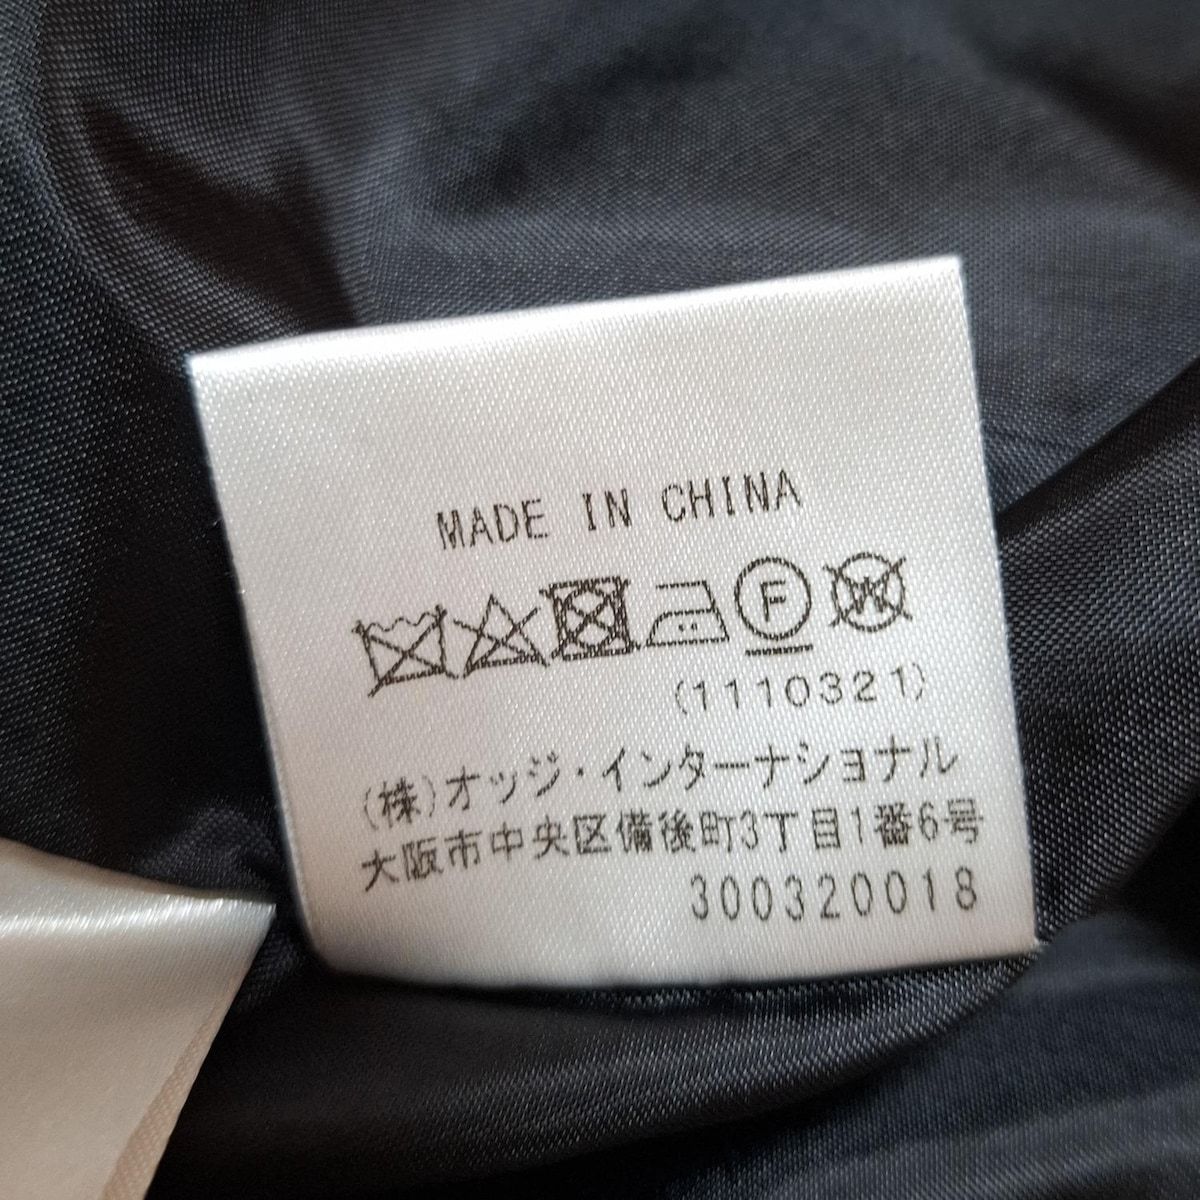 MADE IN CHINA
F W
(1110321)
(株)オッジ・インターナショナル
大阪市中央区備後町3丁目1番6号
300320018